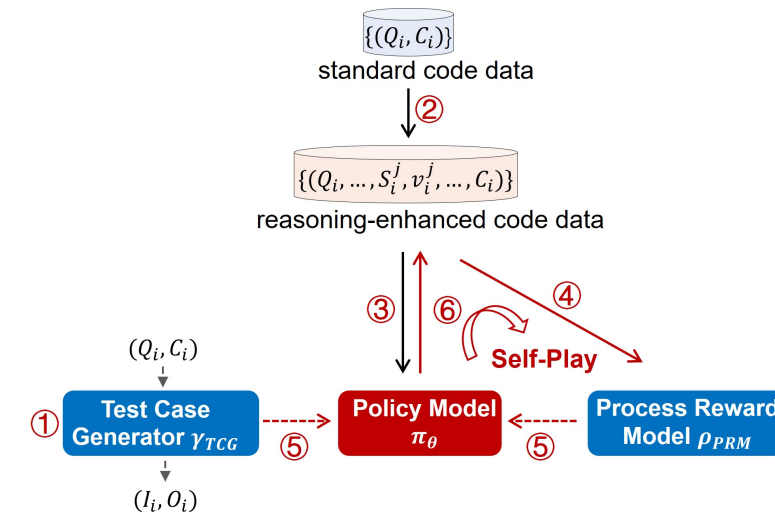 {(Q_i, C_i)}
standard code data
②
{(Q_i, ..., S_i^j, v_i^j, ..., C_i)}
reasoning-enhanced code data
③
⑥
④
Self-Play
(Q_i, C_i)
①
Test Case
Generator γ_TCG
⑤
Policy Model
π_θ
⑤
Process Reward
Model ρ_PRM
(I_i, O_i)